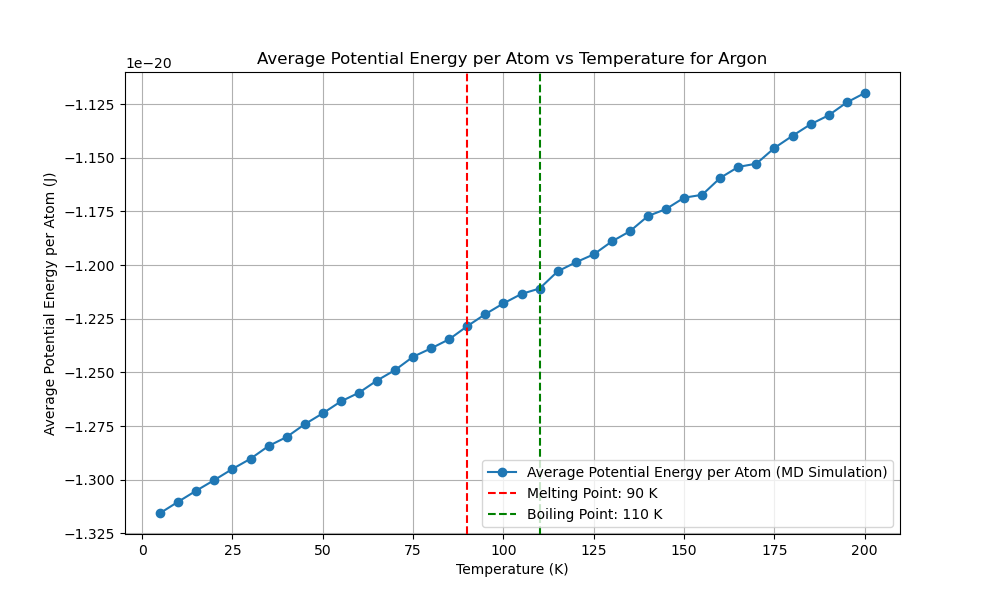 Average Potential Energy per Atom vs Temperature for Argon
1e−20
−1.125
−1.150
−1.175
−1.200
−1.225
−1.250
−1.275
−1.300
−1.325
Average Potential Energy per Atom (J)
Average Potential Energy per Atom (MD Simulation)
Melting Point: 90 K
Boiling Point: 110 K
0 25 50 75 100 125 150 175 200
Temperature (K)